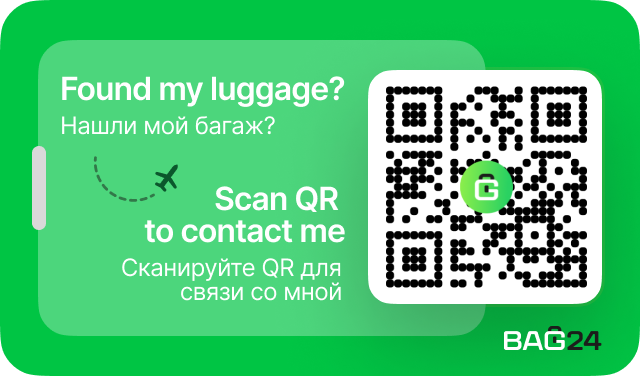 Found my luggage?
Нашли мой багаж?
Scan QR
to contact me
Сканируйте QR для
связи со мной
G
BAG24